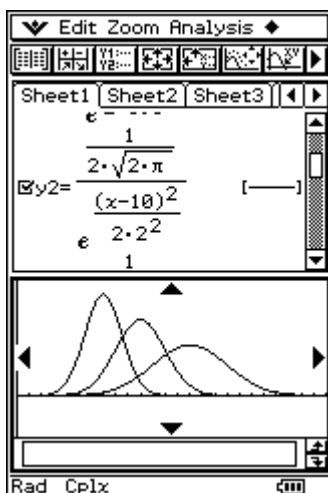 Edit Zoom Analysis
Sheet1 Sheet2 Sheet3
e
1
2·√2·π
y2=
(x-10)²
e 2·2²
1
Rad Cplx